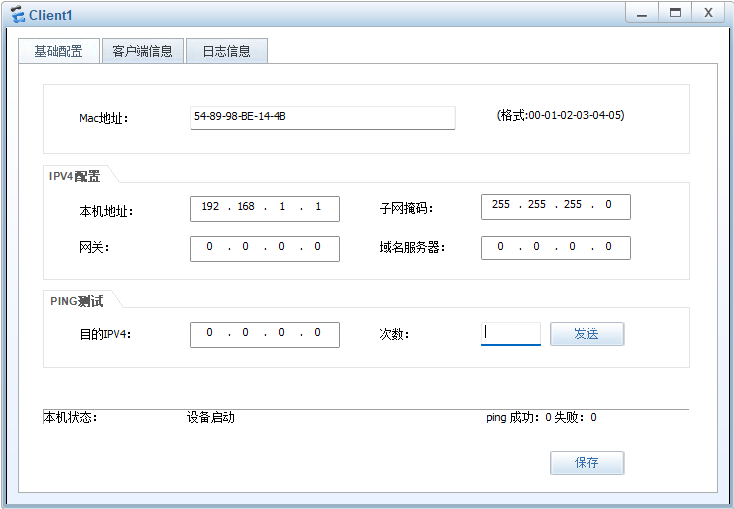 Client1
基础配置 客户端信息 日志信息
Mac地址： 54-89-98-BE-14-4B (格式:00-01-02-03-04-05)
IPV4配置
本机地址： 192 . 168 . 1 . 1 子网掩码： 255 . 255 . 255 . 0
网关： 0 . 0 . 0 . 0 域名服务器： 0 . 0 . 0 . 0
PING测试
目的IPV4： 0 . 0 . 0 . 0 次数： 发送
本机状态： 设备启动 ping 成功：0 失败：0
保存